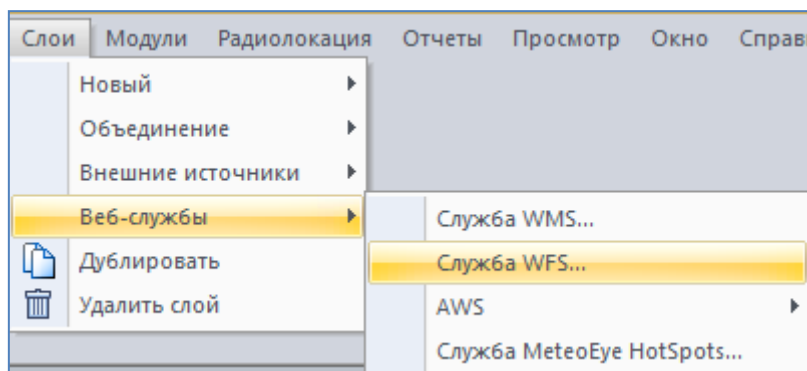 Слои Модули Радиолокация Отчеты Просмотр Окно Справ
Новый
Объединение
Внешние источники
Веб-службы
Дублировать
Удалить слой
Служба WMS...
Служба WFS...
AWS
Служба MeteoEye HotSpots...